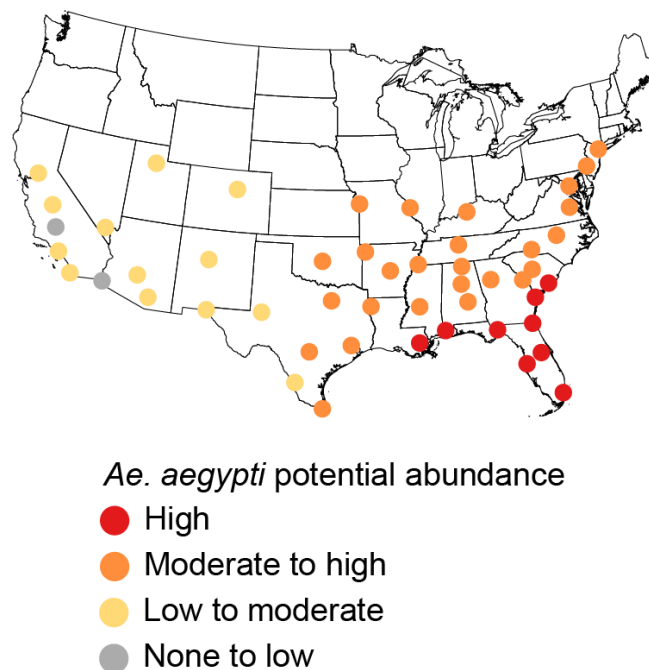 Ae. aegypti potential abundance
High
Moderate to high
Low to moderate
None to low